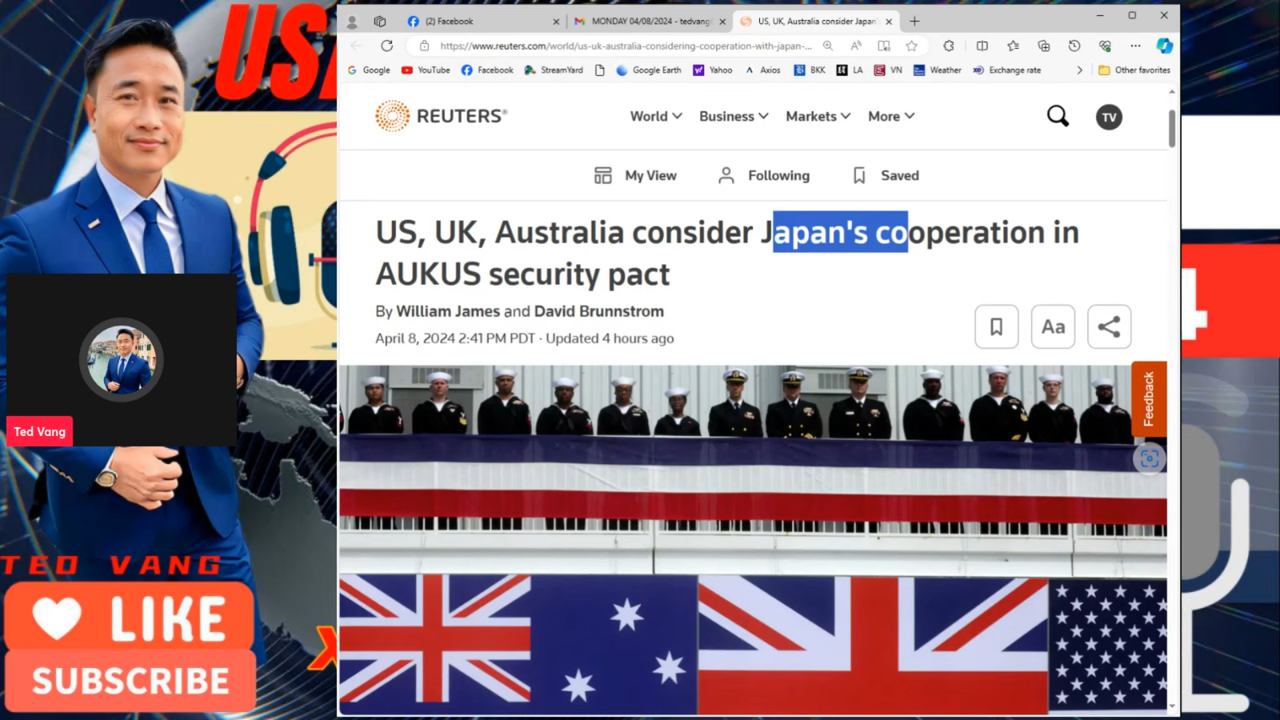 USA
TED VANG
LIKE
SUBSCRIBE
Ted Vang
(2) Facebook
MONDAY 04/08/2024 - tedvang
US, UK, Australia consider Japan'
https://www.reuters.com/world/us-uk-australia-considering-cooperation-with-japan-...
Google YouTube Facebook StreamYard Google Earth Yahoo Axios BKK LA VN Weather Exchange rate Other favorites
REUTERS
World Business Markets More TV
My View Following Saved
US, UK, Australia consider Japan's cooperation in
AUKUS security pact
By William James and David Brunnstrom
April 8, 2024 2:41 PM PDT · Updated 4 hours ago
Aa
Feedback